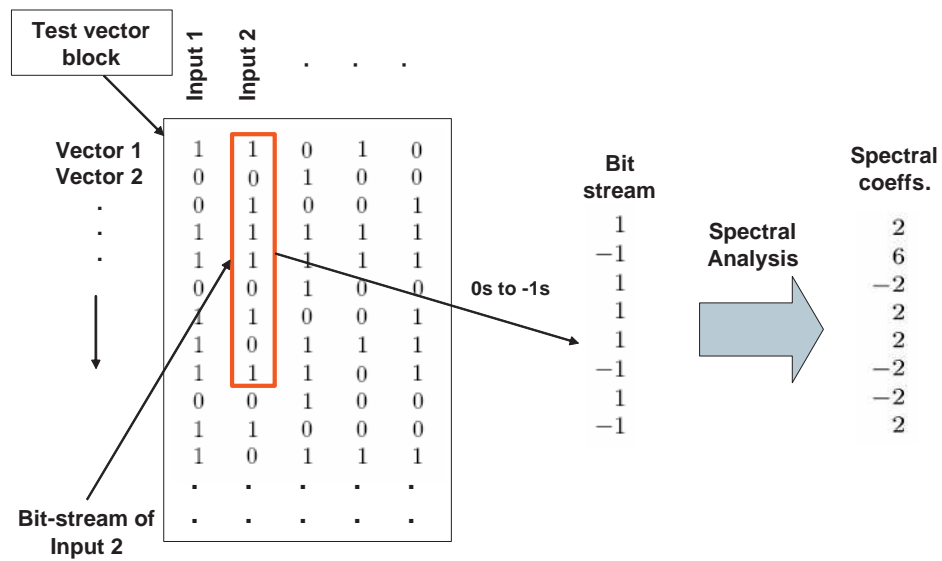 Test vector
block
Input 1
Input 2
. . .
Vector 1
Vector 2
.
.
.
1 1 0 1 0
0 0 1 0 0
0 1 0 0 1
1 1 1 1 1
1 1 1 1 1
0 0 1 0 0
1 1 0 0 1
1 0 1 1 1
1 1 1 0 1
0 0 1 0 0
1 1 0 0 0
1 0 1 1 1
. . . . .
. . . . .
Bit-stream of
Input 2
0s to -1s
Bit
stream
1
−1
1
1
1
−1
1
−1
Spectral
Analysis
Spectral
coeffs.
2
6
−2
2
2
−2
−2
2